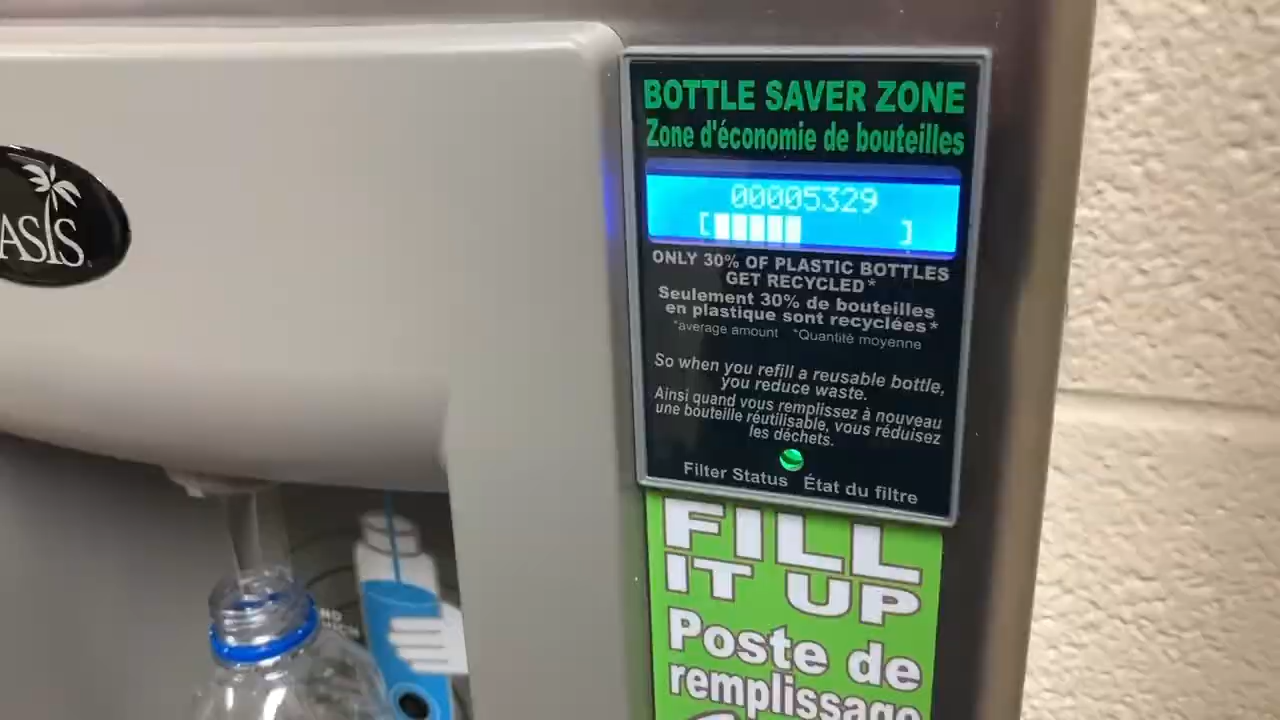 ASIS
BOTTLE SAVER ZONE
Zone d'économie de bouteilles
00005329
[ ]
ONLY 30% OF PLASTIC BOTTLES
GET RECYCLED*
Seulement 30% de bouteilles
en plastique sont recyclées*
*average amount *Quantité moyenne
So when you refill a reusable bottle,
you reduce waste.
Ainsi quand vous remplissez à nouveau
une bouteille réutilisable, vous réduisez
les déchets.
Filter Status État du filtre
FILL
IT UP
Poste de
remplissage